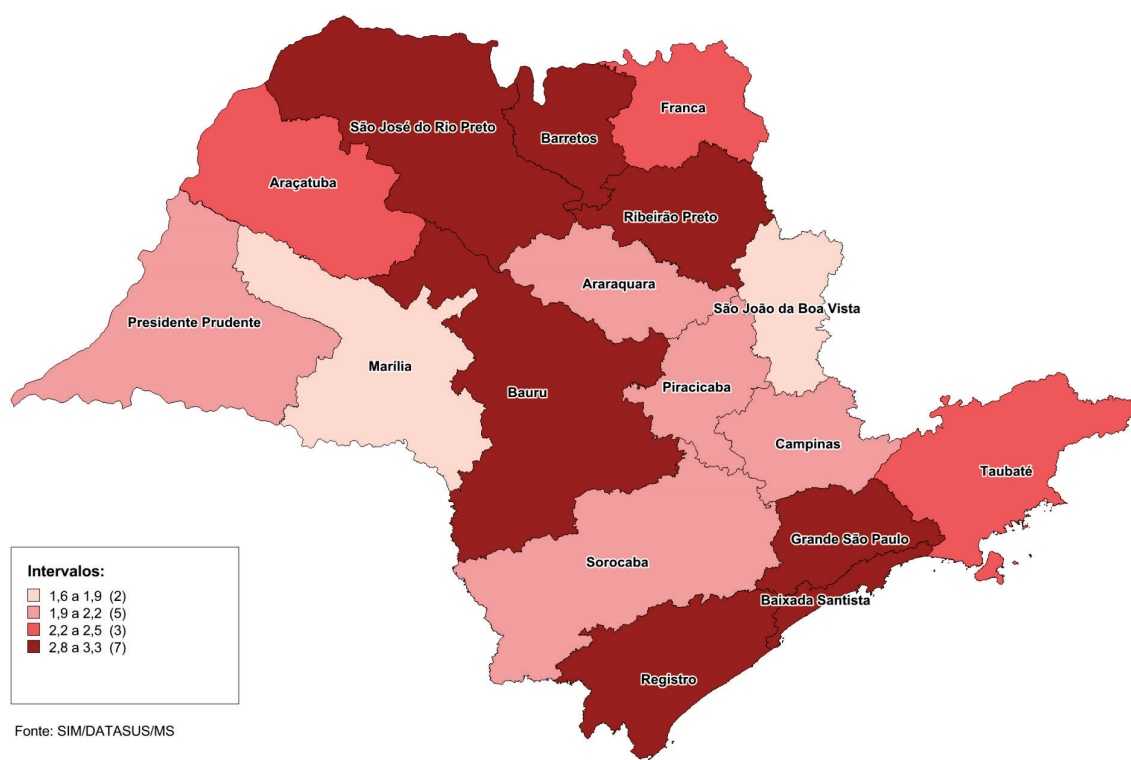 São José do Rio Preto
Barretos
Franca
Araçatuba
Ribeirão Preto
Araraquara
São João da Boa Vista
Presidente Prudente
Marília
Bauru
Piracicaba
Campinas
Taubaté
Grande São Paulo
Sorocaba
Baixada Santista
Registro
Intervalos:
1,6 a 1,9 (2)
1,9 a 2,2 (5)
2,2 a 2,5 (3)
2,8 a 3,3 (7)
Fonte: SIM/DATASUS/MS